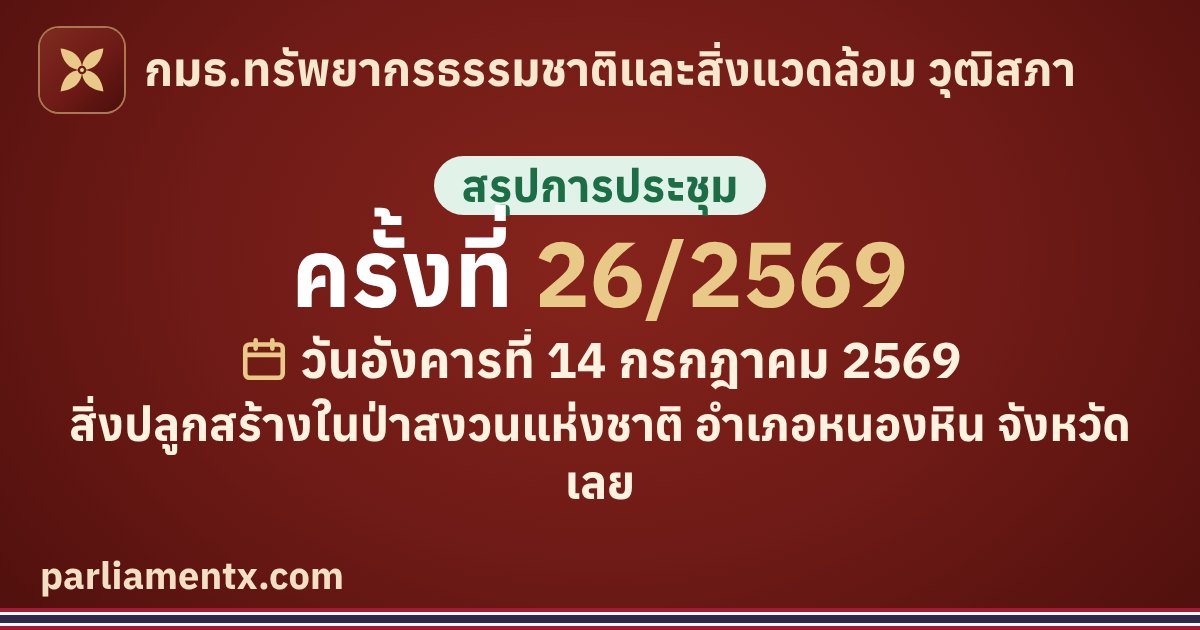 กมธ.ทรัพยากรธรรมชาติและสิ่งแวดล้อม วุฒิสภา
สรุปการประชุม
ครั้งที่ 26/2569
วันอังคารที่ 14 กรกฎาคม 2569
สิ่งปลูกสร้างในป่าสงวนแห่งชาติ อำเภอหนองหิน จังหวัด
เลย
parliamentx.com